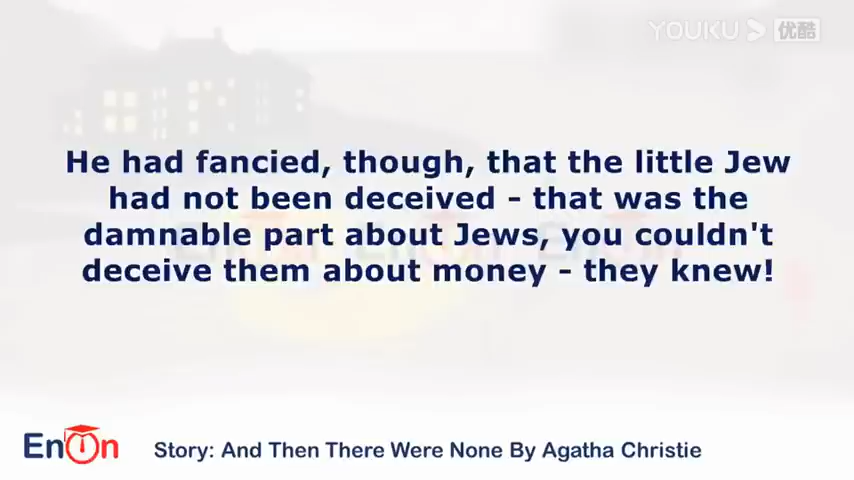 YOUKU 优酷
He had fancied, though, that the little Jew
had not been deceived - that was the
damnable part about Jews, you couldn't
deceive them about money - they knew!
EnOn
Story: And Then There Were None By Agatha Christie